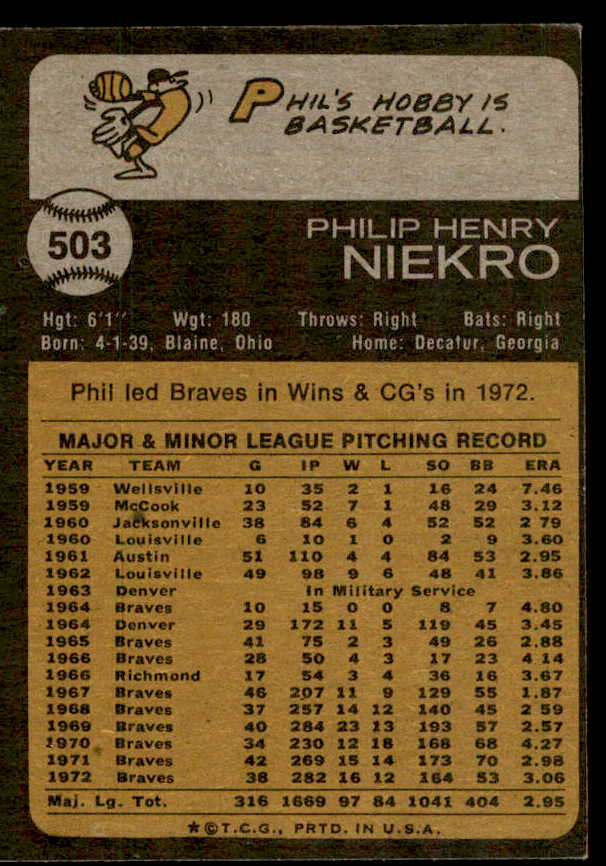 PHIL'S HOBBY IS
BASKETBALL.
503
PHILIP HENRY
NIEKRO
Hgt: 6'1" Wgt: 180 Throws: Right Bats: Right
Born: 4-1-39, Blaine, Ohio Home: Decatur, Georgia
Phil led Braves in Wins & CG's in 1972.
MAJOR & MINOR LEAGUE PITCHING RECORD
YEAR TEAM G IP W L SO BB ERA
1959 Wellsville 10 35 2 1 16 24 7.46
1959 McCook 23 52 7 1 48 29 3.12
1960 Jacksonville 38 84 6 4 52 52 2 79
1960 Louisville 6 10 1 0 2 9 3.60
1961 Austin 51 110 4 4 84 53 2.95
1962 Louisville 49 98 9 6 48 41 3.86
1963 Denver In Military Service
1964 Braves 10 15 0 0 8 7 4.80
1964 Denver 29 172 11 5 119 45 3.45
1965 Braves 41 75 2 3 49 26 2.88
1966 Braves 28 50 4 3 17 23 4 14
1966 Richmond 17 54 3 4 36 16 3.67
1967 Braves 46 207 11 9 129 55 1.87
1968 Braves 37 257 14 12 140 45 2 59
1969 Braves 40 284 23 13 193 57 2.57
1970 Braves 34 230 12 18 168 68 4.27
1971 Braves 42 269 15 14 173 70 2.98
1972 Braves 38 282 16 12 164 53 3.06
Maj. Lg. Tot. 316 1669 97 84 1041 404 2.95
★©T.C.G., PRTD. IN U.S.A.